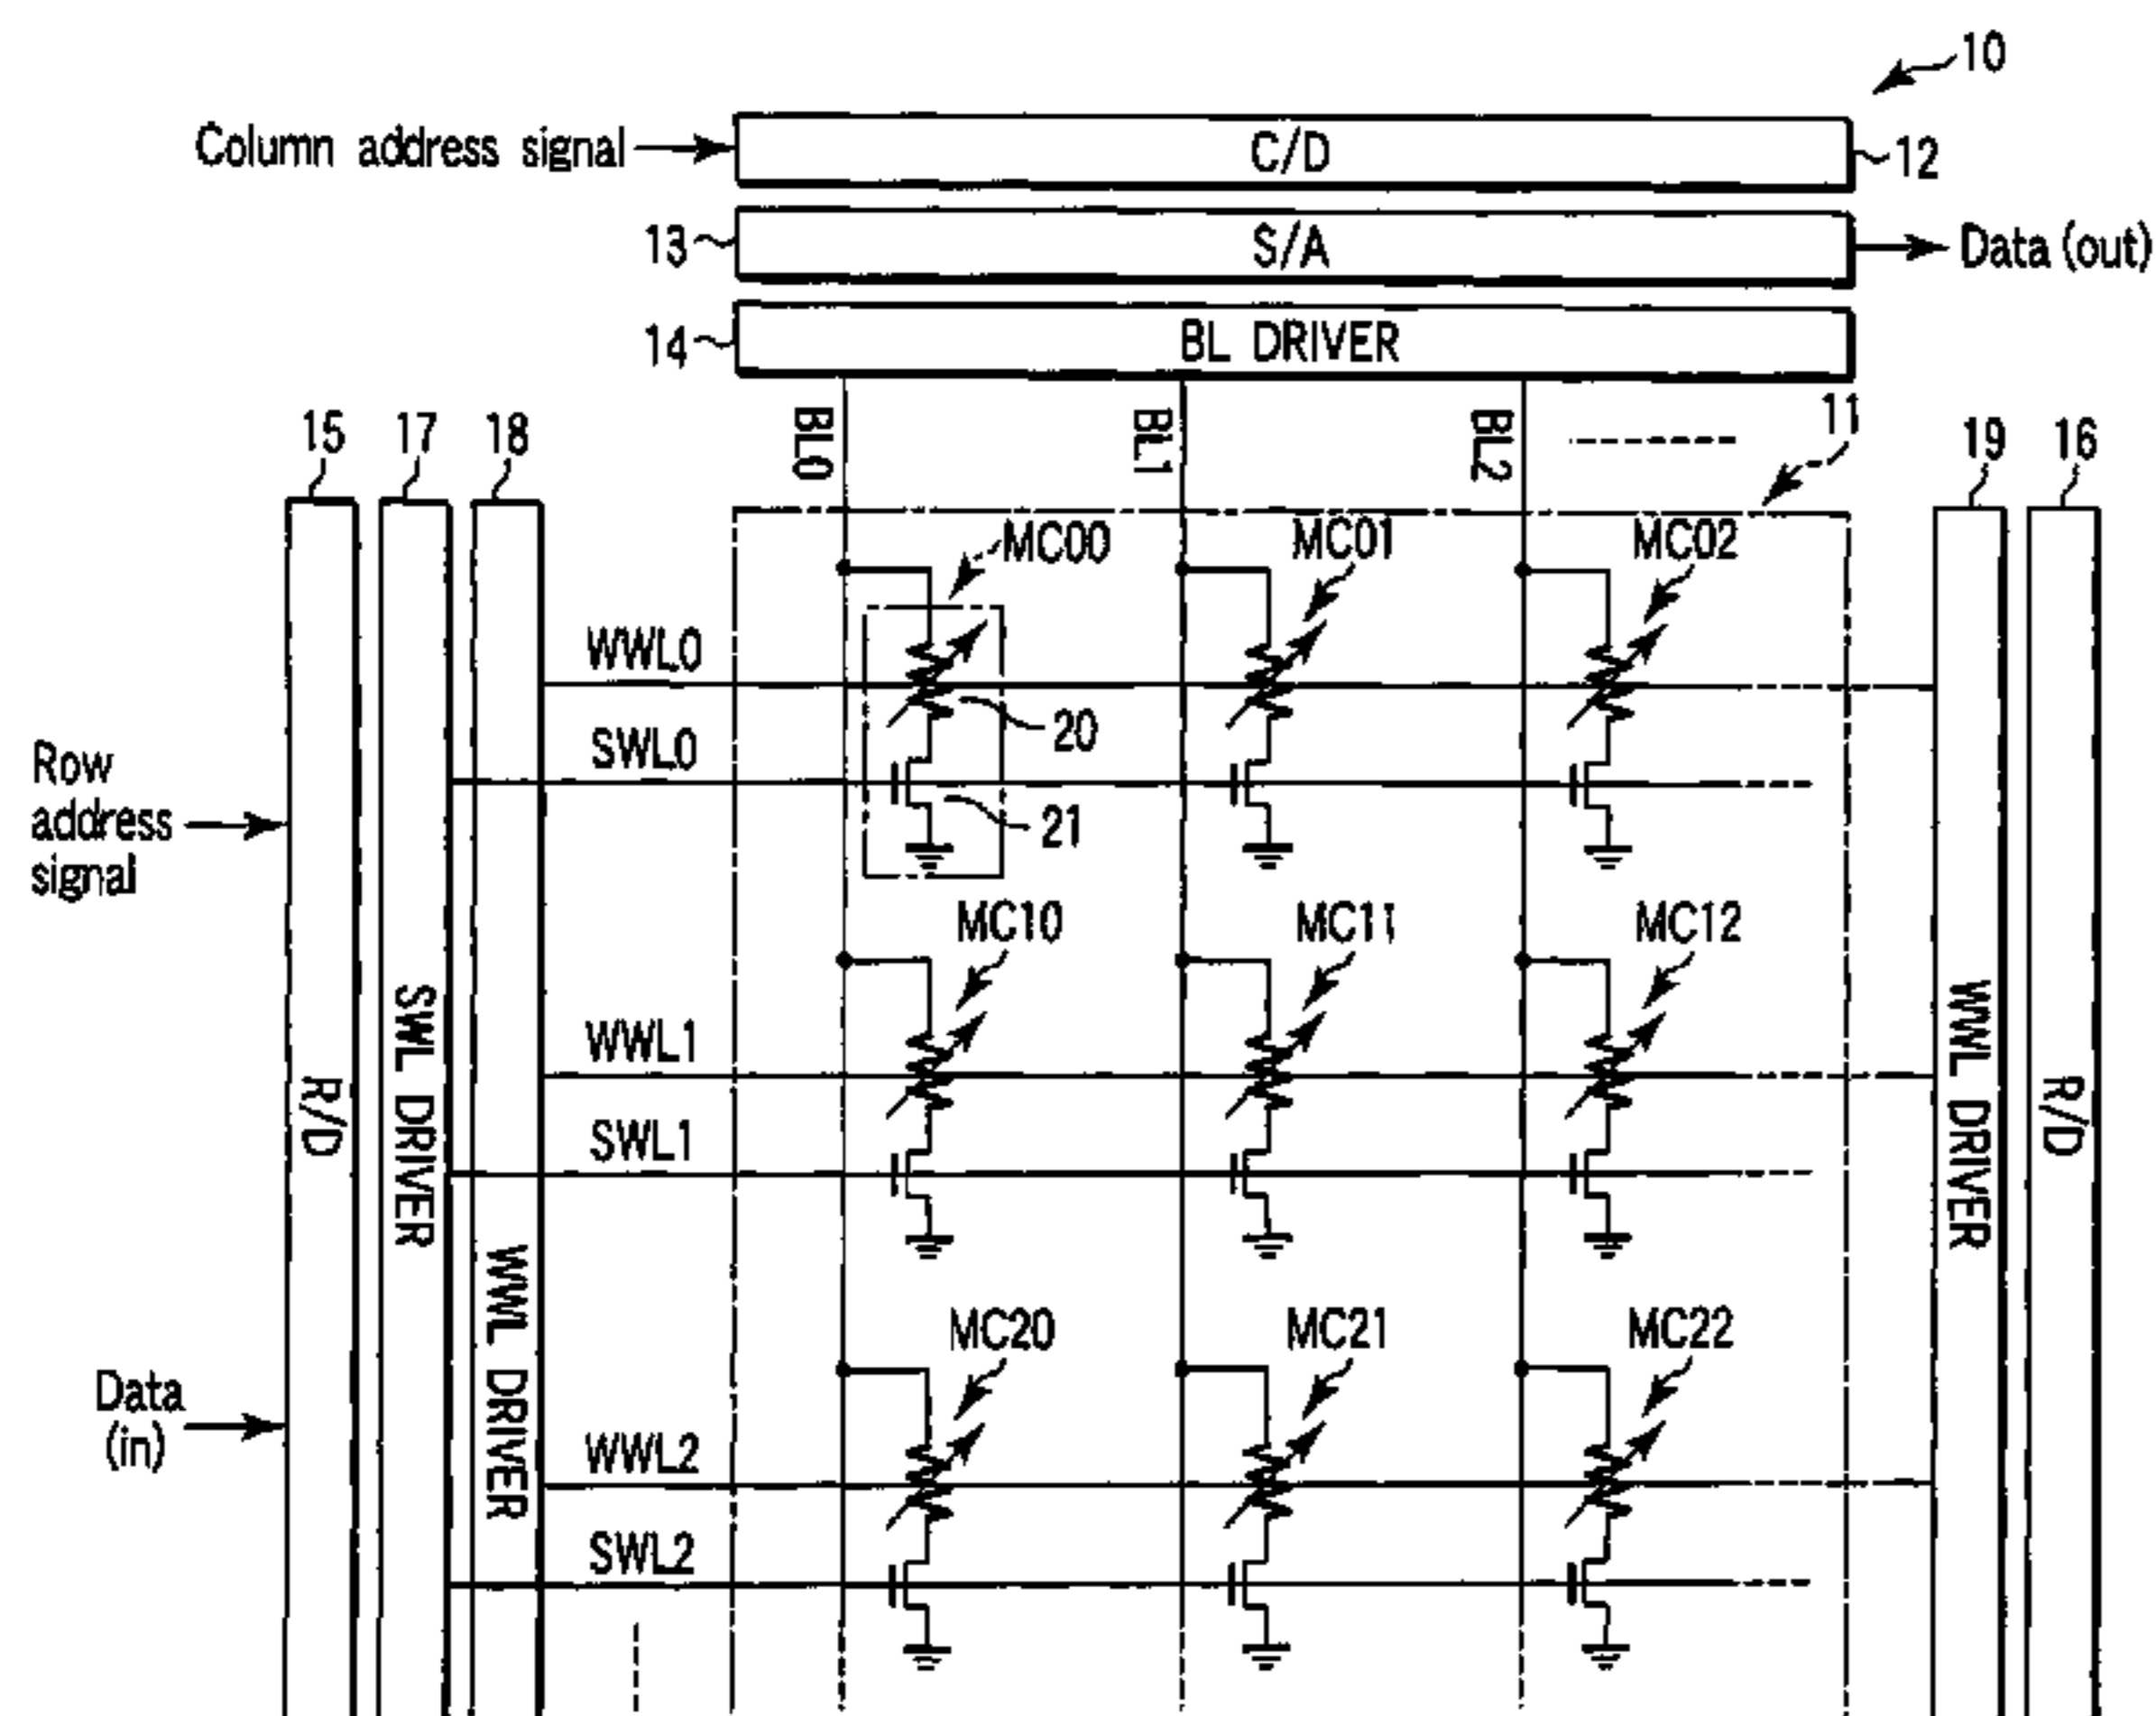 10
Column address signal
C/D
12
13
S/A
Data (out)
14
BL DRIVER
BL0
BL1
BL2
11
15
17
18
19
16
MC00
MC01
MC02
WWL0
20
SWL0
21
Row
address
signal
MC10
MC11
MC12
WWL1
SWL1
R/D
SWL DRIVER
WWL DRIVER
WWL DRIVER
R/D
MC20
MC21
MC22
Data
(in)
WWL2
SWL2